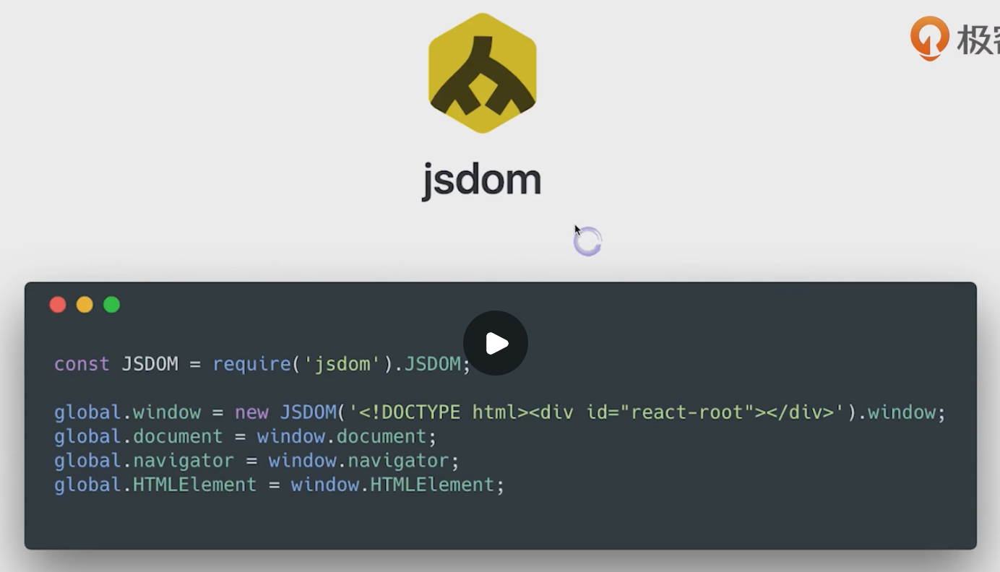 极
jsdom
const JSDOM = require('jsdom').JSDOM;
global.window = new JSDOM('<!DOCTYPE html><div id="react-root"></div>').window;
global.document = window.document;
global.navigator = window.navigator;
global.HTMLElement = window.HTMLElement;